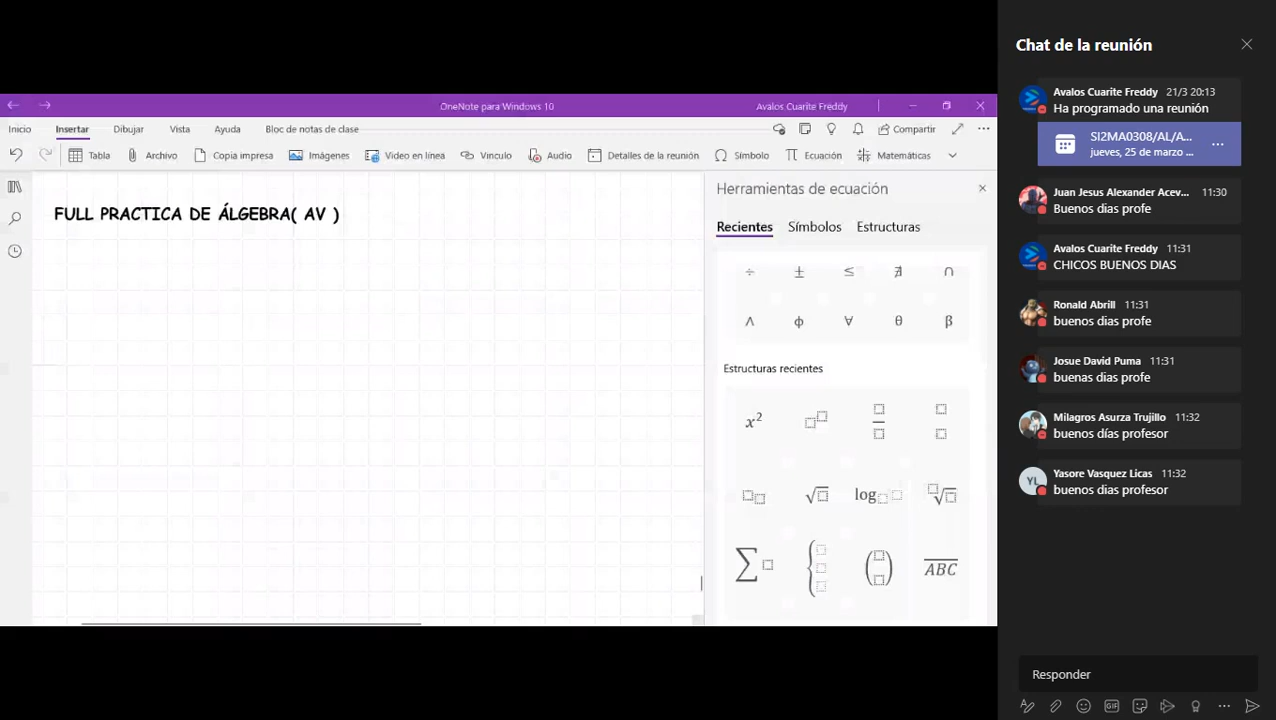 OneNote para Windows 10
Avalos Cuarite Freddy
Inicio Insertar Dibujar Vista Ayuda Bloc de notas de clase
Compartir
Tabla Archivo Copia impresa Imágenes Video en línea Vínculo Audio Detalles de la reunión Símbolo Ecuación Matemáticas
FULL PRACTICA DE ÁLGEBRA( AV )
Herramientas de ecuación
Recientes Símbolos Estructuras
÷ ± ≤ ∄ ∩
∧ ϕ ∀ θ β
Estructuras recientes
x²
log
ABC
Chat de la reunión
Avalos Cuarite Freddy 21/3 20:13
Ha programado una reunión
SI2MA0308/AL/A...
jueves, 25 de marzo ...
Juan Jesus Alexander Acev... 11:30
Buenos dias profe
Avalos Cuarite Freddy 11:31
CHICOS BUENOS DIAS
Ronald Abrill 11:31
buenos dias profe
Josue David Puma 11:31
buenas dias profe
Milagros Asurza Trujillo 11:32
buenos días profesor
YL
Yasore Vasquez Licas 11:32
buenos dias profesor
Responder
GIF